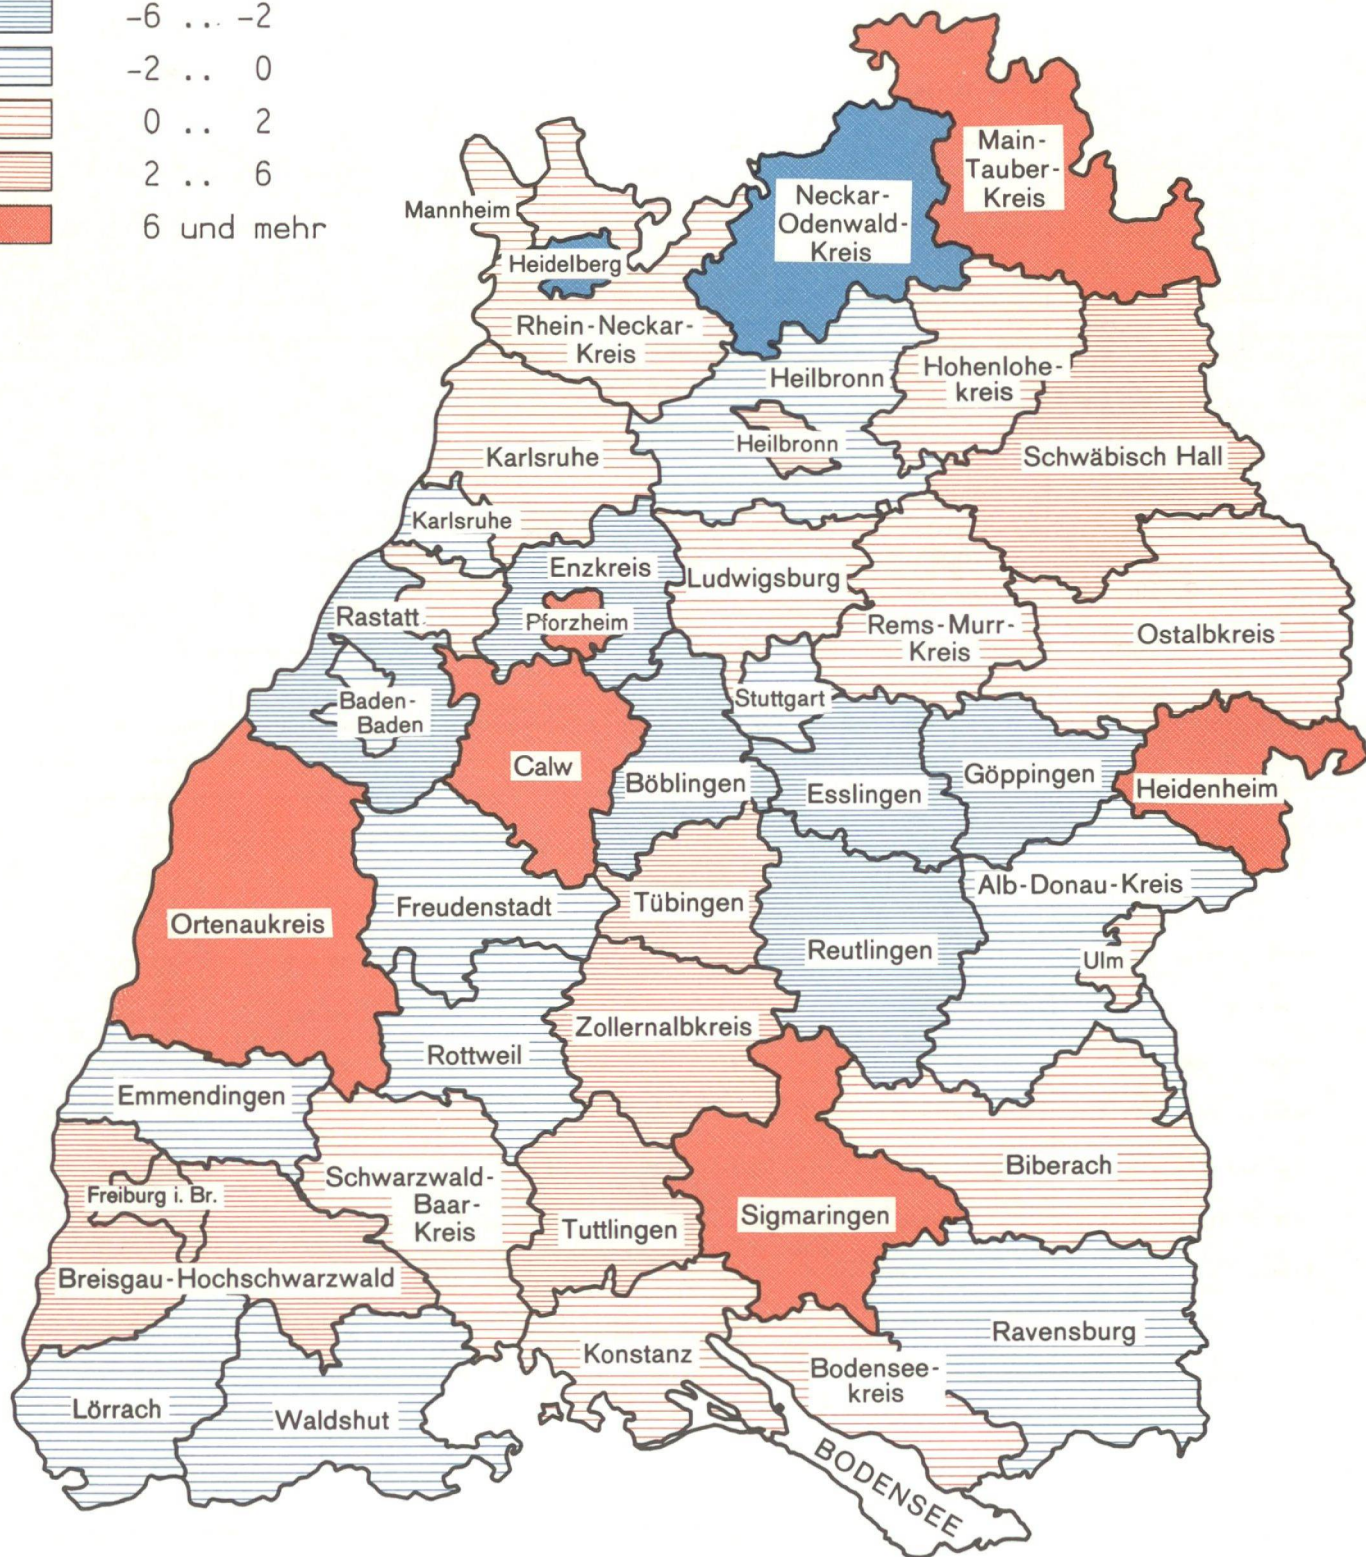 -6 .. -2
-2 .. 0
0 .. 2
2 .. 6
6 und mehr
Main-
Tauber-
Kreis
Neckar-
Odenwald-
Kreis
Mannheim
Heidelberg
Rhein-Neckar-
Kreis
Heilbronn
Hohenlohe-
kreis
Heilbronn
Karlsruhe
Schwäbisch Hall
Karlsruhe
Enzkreis
Ludwigsburg
Pforzheim
Rastatt
Rems-Murr-
Kreis
Ostalbkreis
Baden-
Baden
Stuttgart
Calw
Böblingen
Esslingen
Göppingen
Heidenheim
Freudenstadt
Tübingen
Alb-Donau-Kreis
Ortenaukreis
Reutlingen
Ulm
Zollernalbkreis
Rottweil
Emmendingen
Schwarzwald-
Baar-
Kreis
Biberach
Freiburg i. Br.
Tuttlingen
Sigmaringen
Breisgau-Hochschwarzwald
Konstanz
Ravensburg
Bodensee-
kreis
Lörrach
Waldshut
BODENSEE